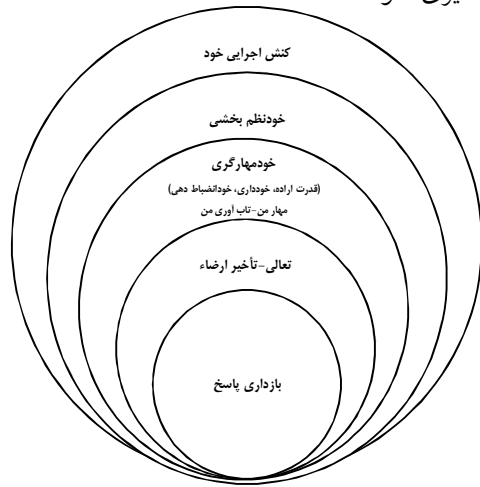 کنش اجرایی خود
خودنظم بخشی
خودمهارگری
(قدرت اراده، خودداری، خودانضباط دهی)
مهار من-تاب آوری من
تعالی-تأخیر ارضاء
بازداری پاسخ